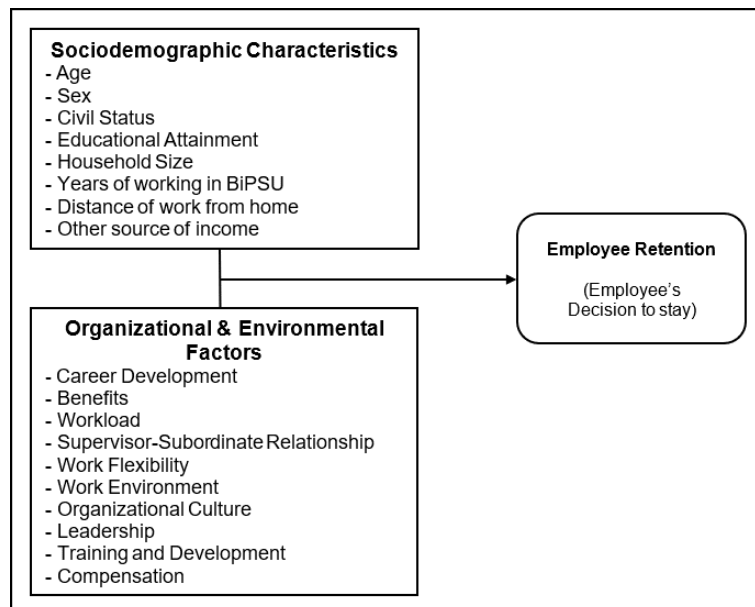 Sociodemographic Characteristics
- Age
- Sex
- Civil Status
- Educational Attainment
- Household Size
- Years of working in BiPSU
- Distance of work from home
- Other source of income
Employee Retention
(Employee's
Decision to stay)
Organizational & Environmental
Factors
- Career Development
- Benefits
- Workload
- Supervisor-Subordinate Relationship
- Work Flexibility
- Work Environment
- Organizational Culture
- Leadership
- Training and Development
- Compensation